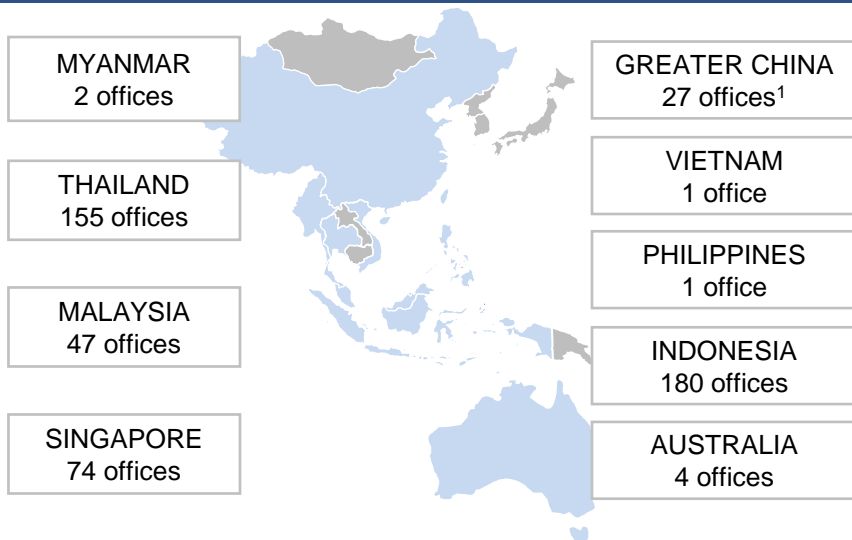 MYANMAR
2 offices
THAILAND
155 offices
MALAYSIA
47 offices
SINGAPORE
74 offices
GREATER CHINA
27 offices¹
VIETNAM
1 office
PHILIPPINES
1 office
INDONESIA
180 offices
AUSTRALIA
4 offices